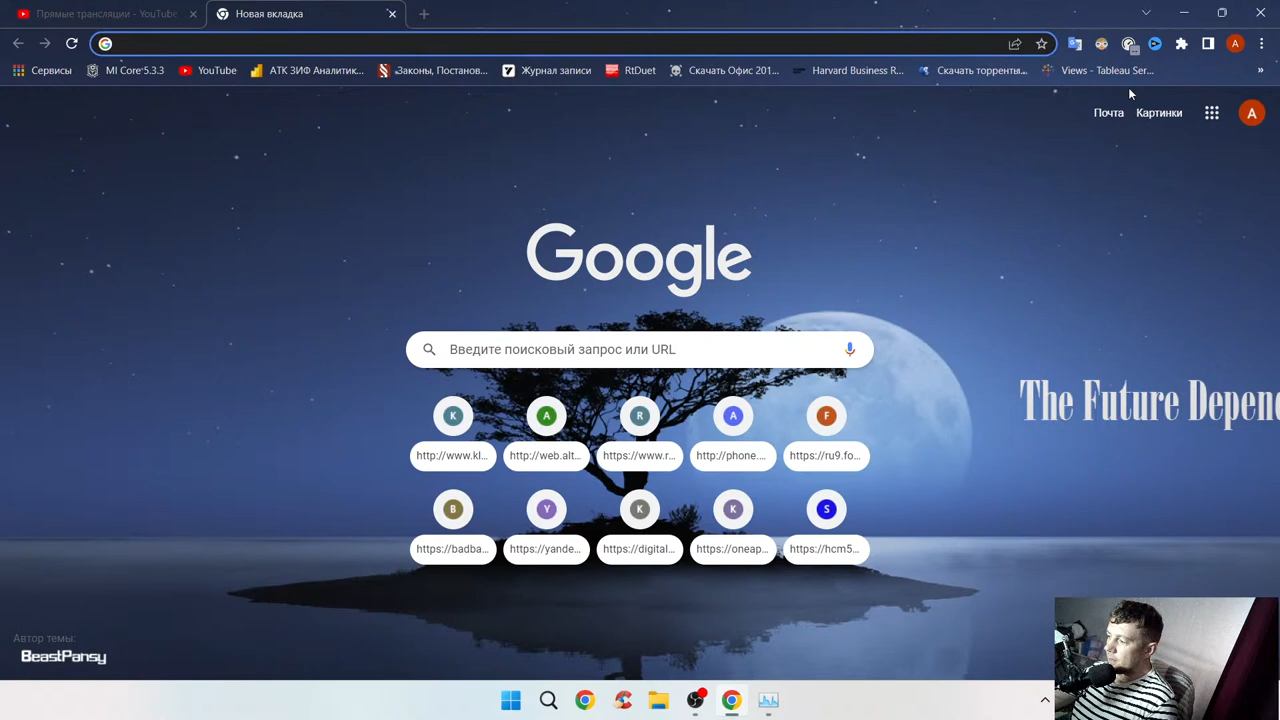 Прямые трансляции - YouTube
Новая вкладка
A
Сервисы
MI Core5.3.3
YouTube
АТК ЗИФ Аналитик...
Законы, Постанов...
Журнал записи
RtDuet
Скачать Офис 201...
Harvard Business R...
Скачать торренты...
Views - Tableau Ser...
»
Почта
Картинки
A
Google
Введите поисковый запрос или URL
K
A
R
A
F
http://www.kl...
http://web.alt...
https://www.r...
http://phone....
https://ru9.fo...
B
Y
K
K
S
https://badba...
https://yande...
https://digital...
https://oneap...
https://hcm5...
The Future Depend
Автор темы:
BeastPansy